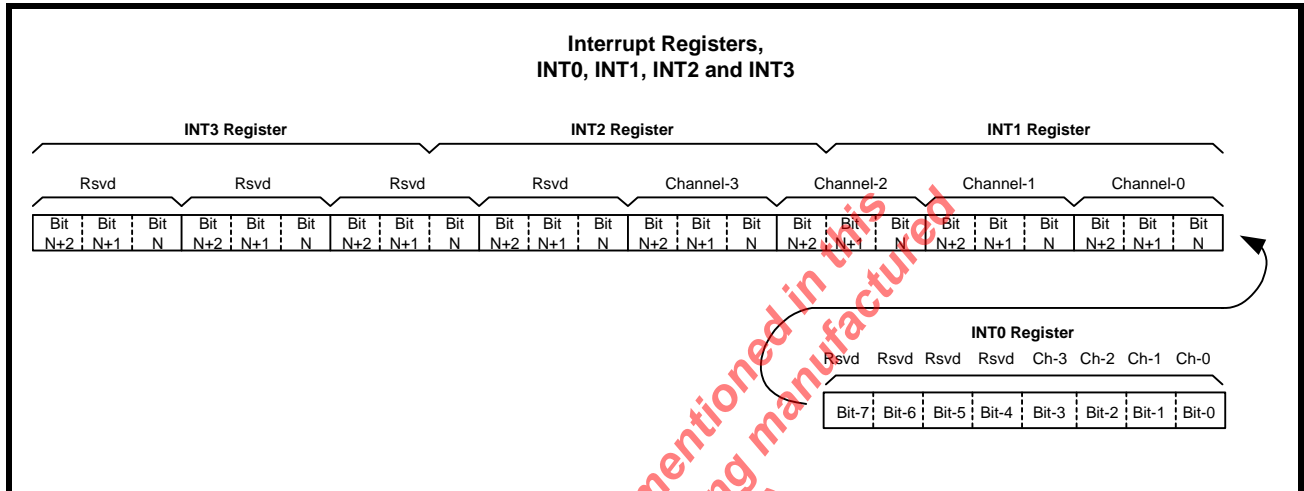 Interrupt Registers,
INT0, INT1, INT2 and INT3
INT3 Register INT2 Register INT1 Register
Rsvd Rsvd Rsvd Rsvd Channel-3 Channel-2 Channel-1 Channel-0
Bit Bit Bit Bit Bit Bit Bit Bit Bit Bit Bit Bit Bit Bit Bit Bit Bit Bit Bit Bit Bit Bit Bit Bit
N+2 N+1 N N+2 N+1 N N+2 N+1 N N+2 N+1 N N+2 N+1 N N+2 N+1 N N+2 N+1 N N+2 N+1 N
INT0 Register
Rsvd Rsvd Rsvd Rsvd Ch-3 Ch-2 Ch-1 Ch-0
Bit-7 Bit-6 Bit-5 Bit-4 Bit-3 Bit-2 Bit-1 Bit-0
mentioned in this
manufactured